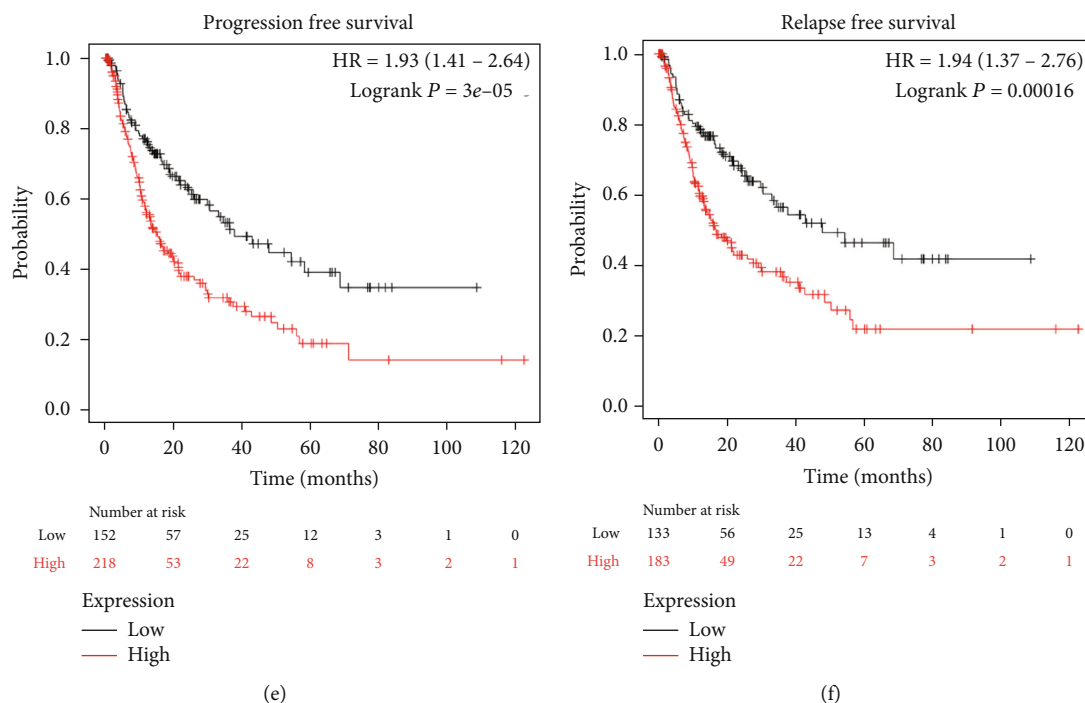 Progression free survival
HR = 1.93 (1.41 – 2.64)
Logrank P = 3e–05
Probability
1.0
0.8
0.6
0.4
0.2
0.0
0 20 40 60 80 100 120
Time (months)
Number at risk
Low 152 57 25 12 3 1 0
High 218 53 22 8 3 2 1
Expression
Low
High
(e)
Relapse free survival
HR = 1.94 (1.37 – 2.76)
Logrank P = 0.00016
Probability
1.0
0.8
0.6
0.4
0.2
0.0
0 20 40 60 80 100 120
Time (months)
Number at risk
Low 133 56 25 13 4 1 0
High 183 49 22 7 3 2 1
Expression
Low
High
(f)